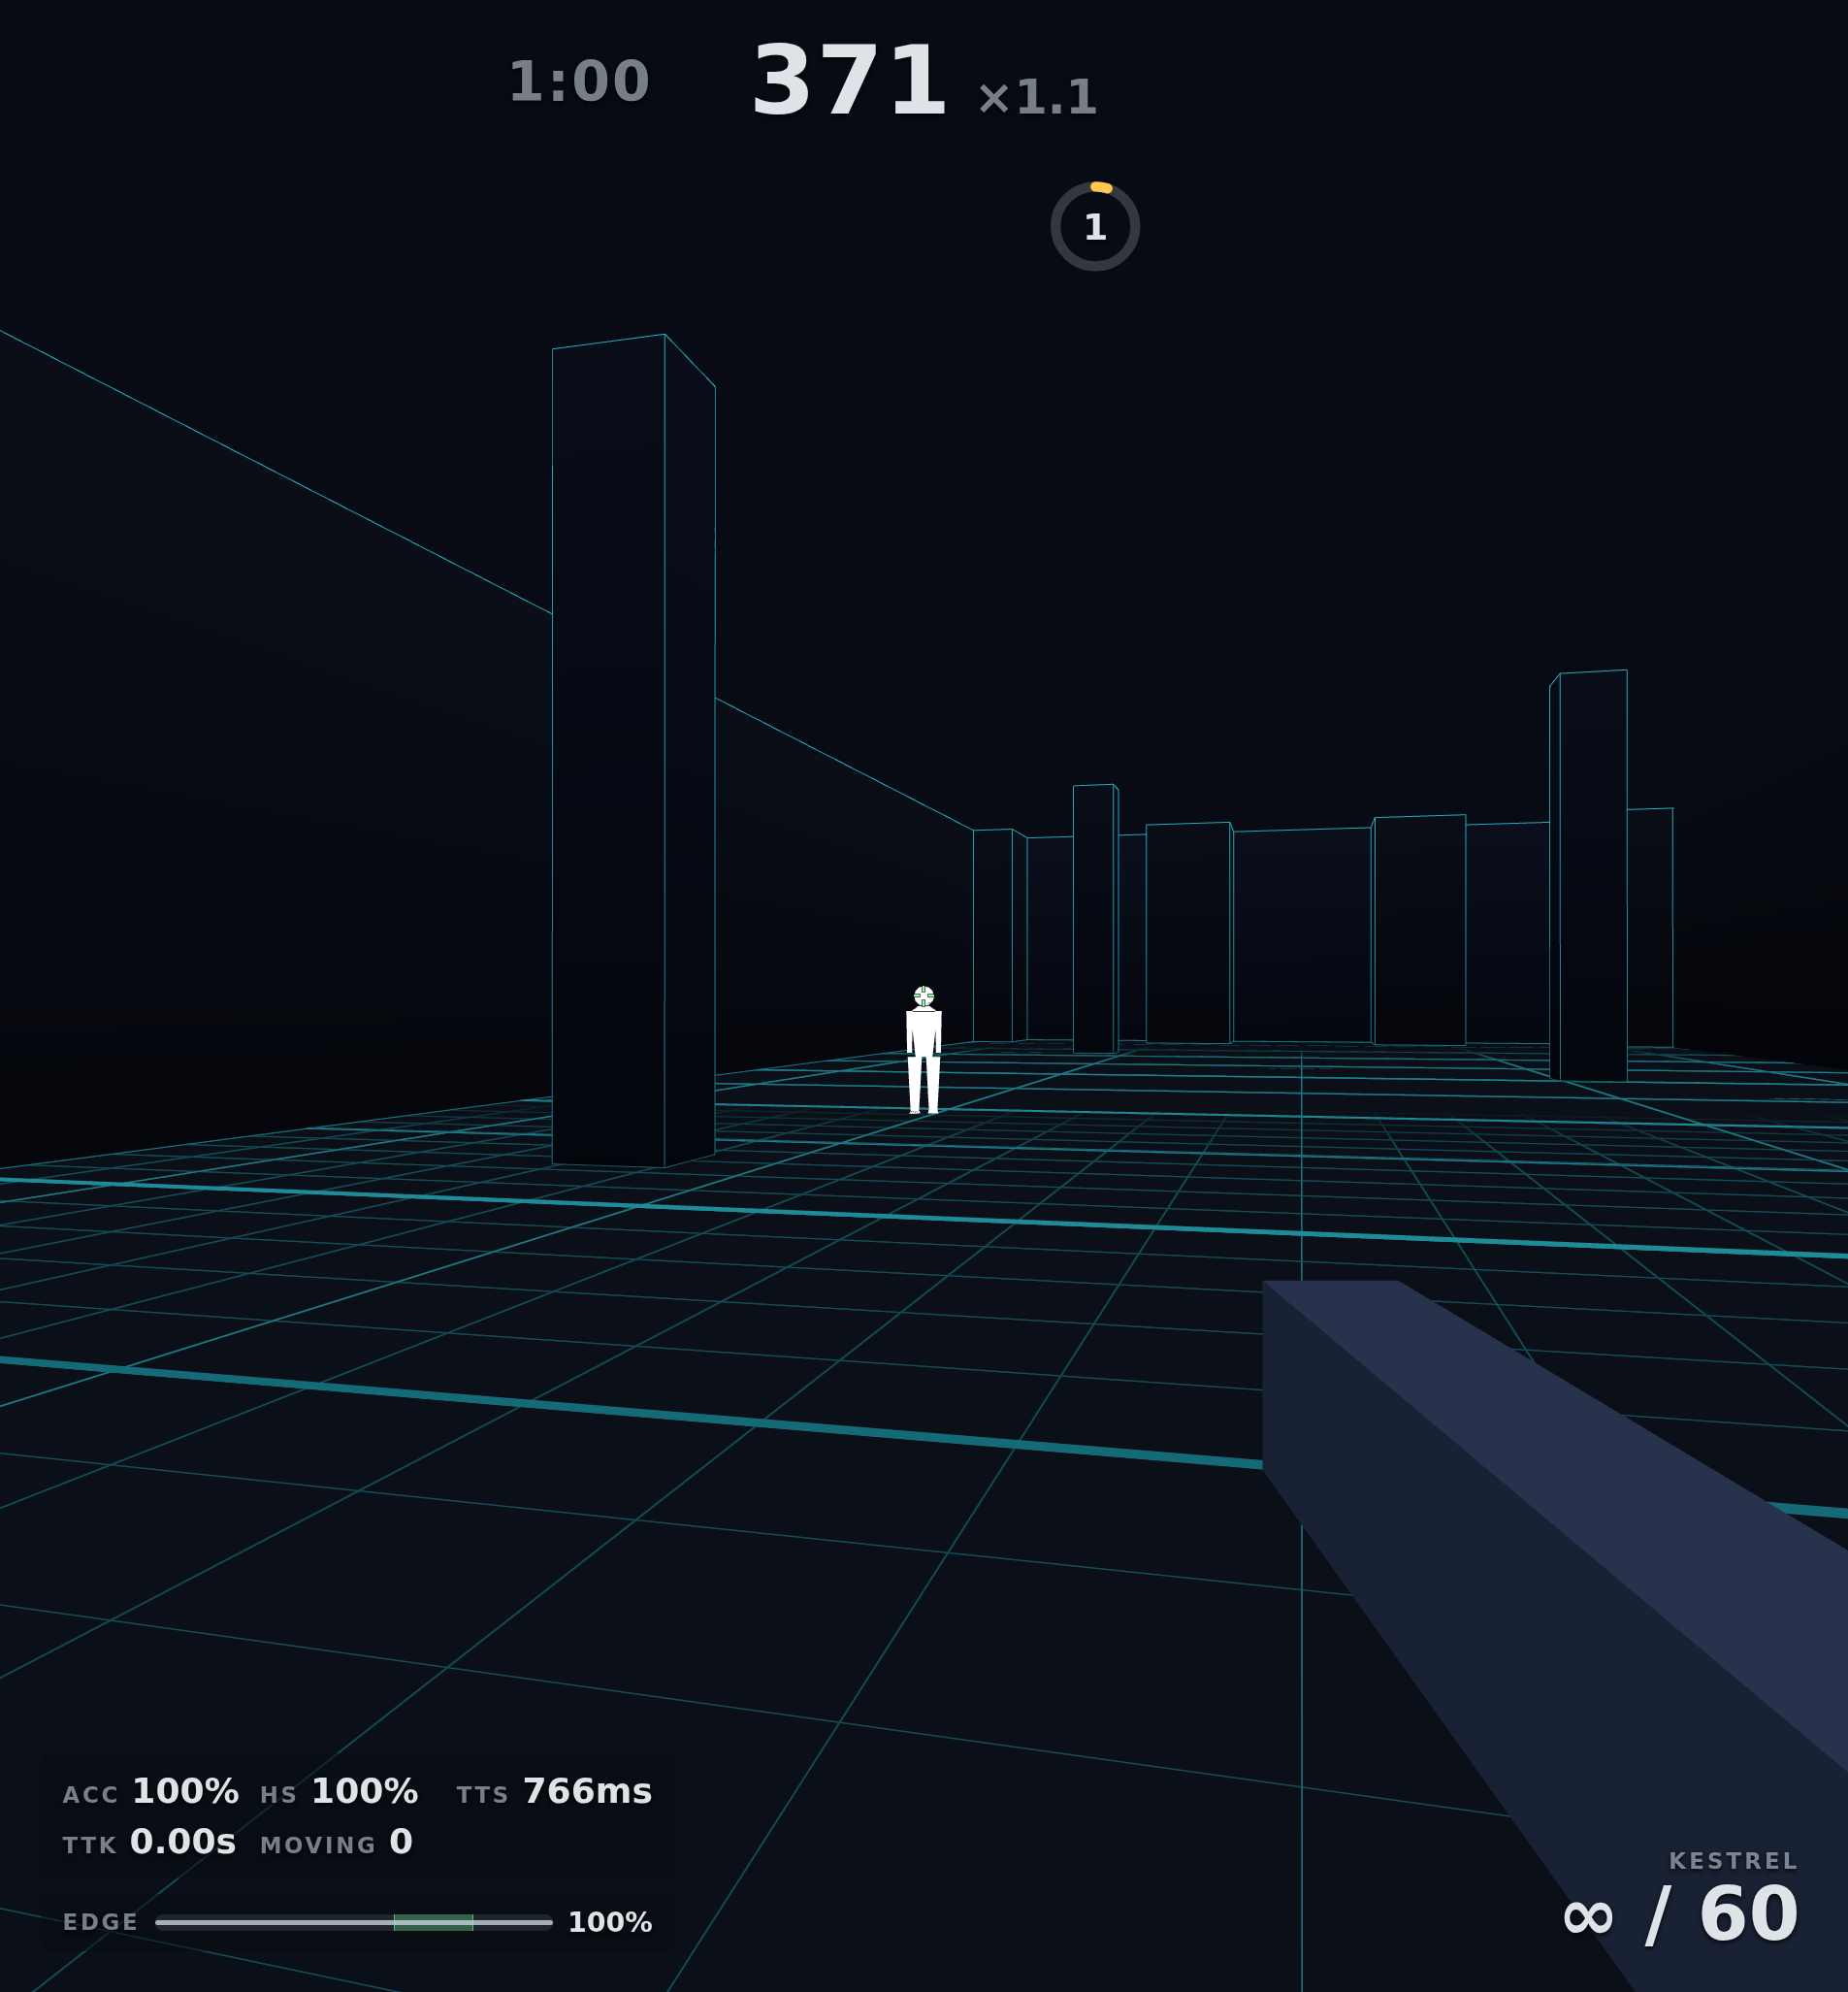 1:00 371 ×1.1
1
ACC 100% HS 100% TTS 766ms
TTK 0.00s MOVING 0
EDGE 100%
KESTREL
∞ / 60